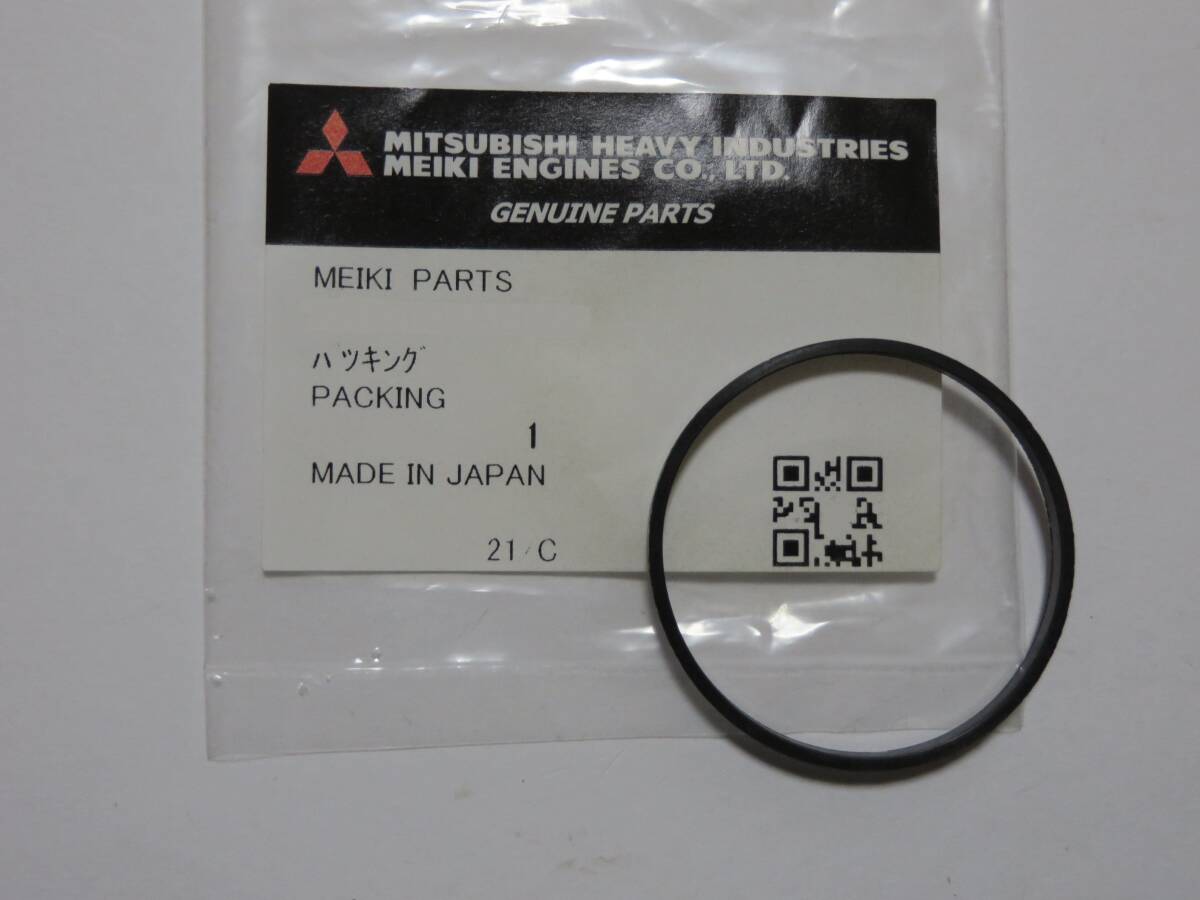 MITSUBISHI HEAVY INDUSTRIES
MEIKI ENGINES CO., LTD.
GENUINE PARTS
MEIKI PARTS
ﾊﾟﾂｷﾝｸﾞ
PACKING
1
MADE IN JAPAN
21/C